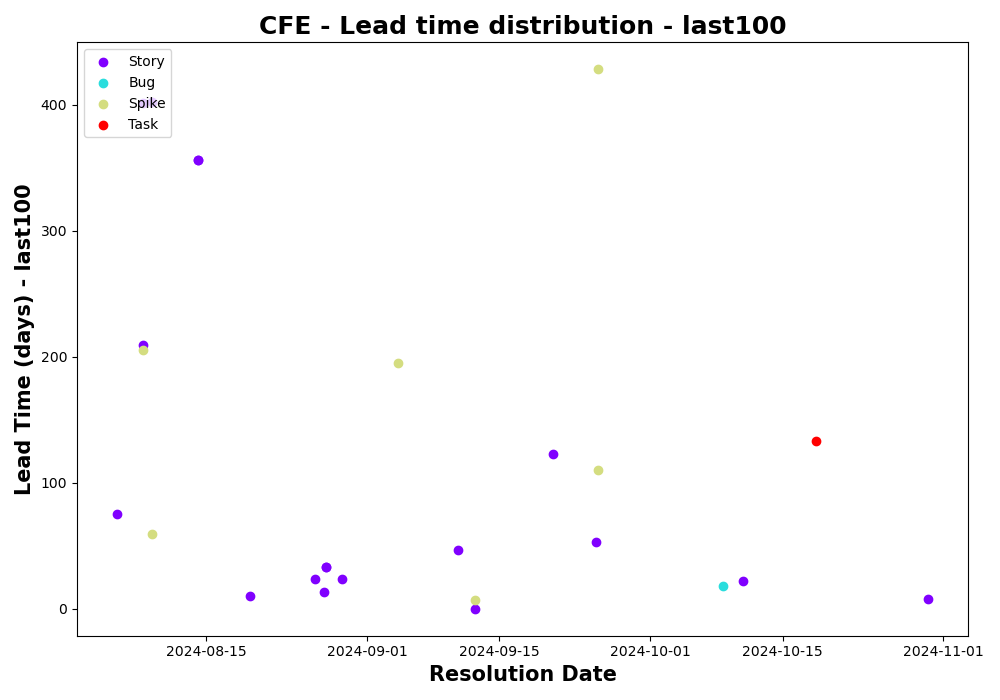 CFE - Lead time distribution - last100
Story
Bug
Spike
Task
Lead Time (days) - last100
400
300
200
100
0
2024-08-15
2024-09-01
2024-09-15
2024-10-01
2024-10-15
2024-11-01
Resolution Date